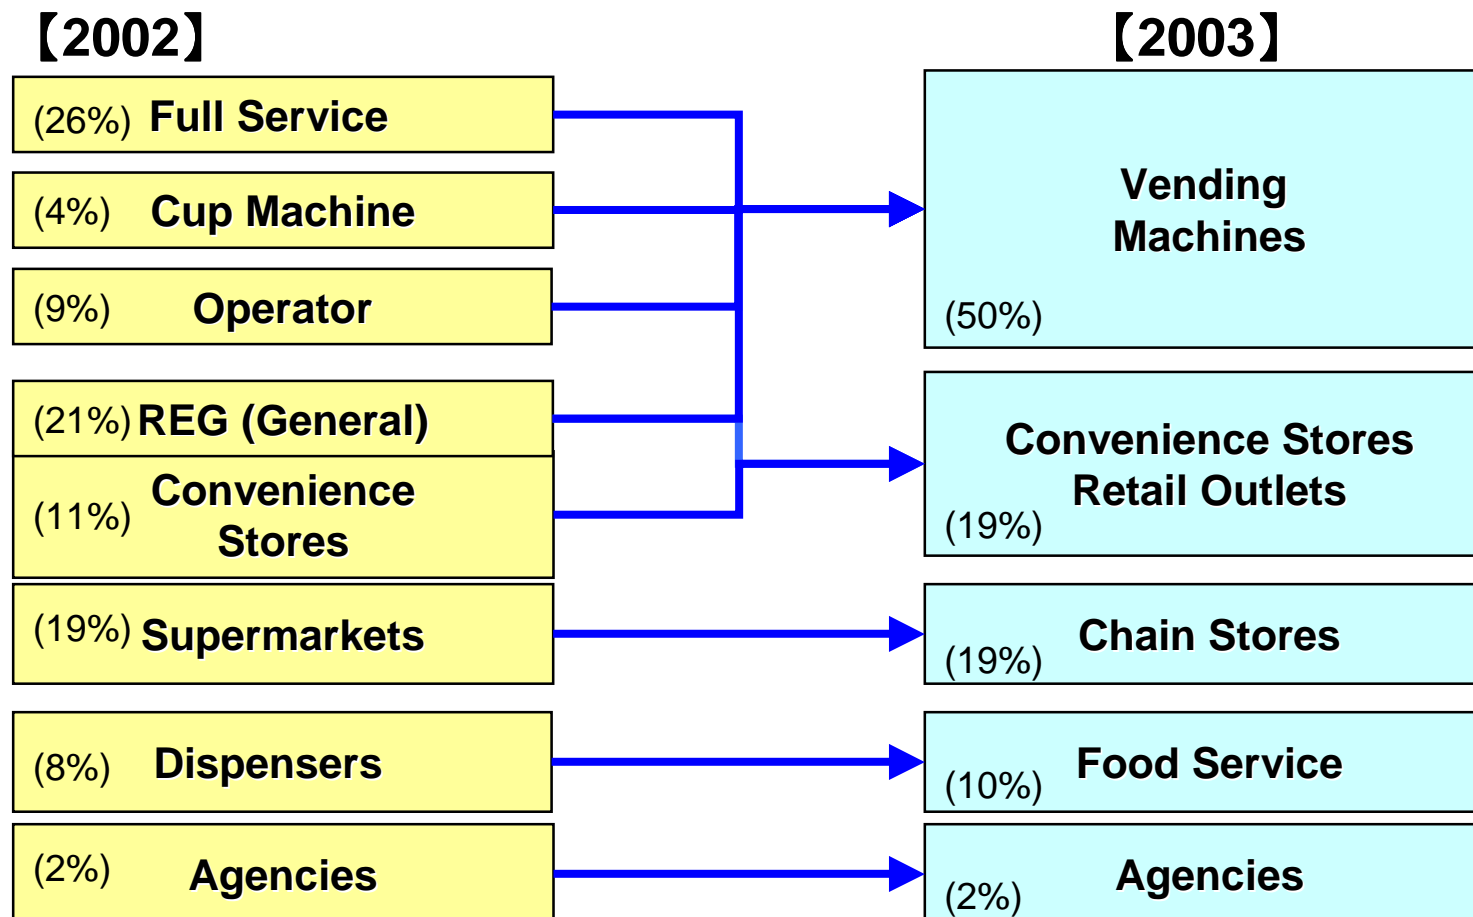 【2002】
【2003】
(26%) Full Service
(4%) Cup Machine
(9%) Operator
(21%) REG (General)
(11%) Convenience
Stores
(19%) Supermarkets
(8%) Dispensers
(2%) Agencies
Vending
Machines
(50%)
Convenience Stores
Retail Outlets
(19%)
Chain Stores
(19%)
Food Service
(10%)
Agencies
(2%)